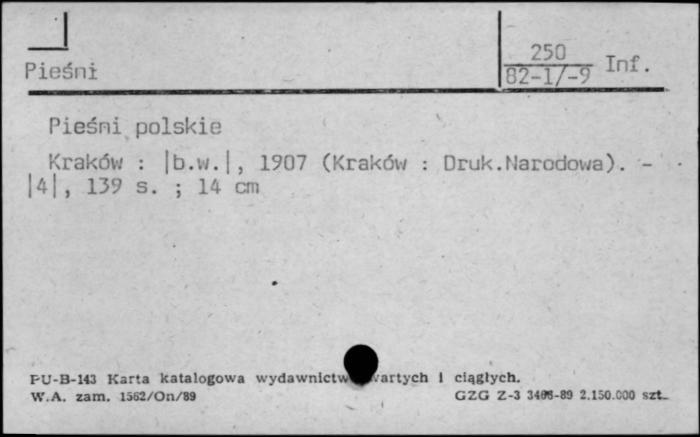 Pieśni
250
82-1/-9 Inf.
Pieśni polskie
Kraków : |b.w.|, 1907 (Kraków : Druk.Narodowa). -
|4|, 139 s. ; 14 cm
PU-B-143 Karta katalogowa wydawnictw wartych i ciągłych.
W.A. zam. 1562/On/89
GZG Z-3 -89 2.150.000 szt.